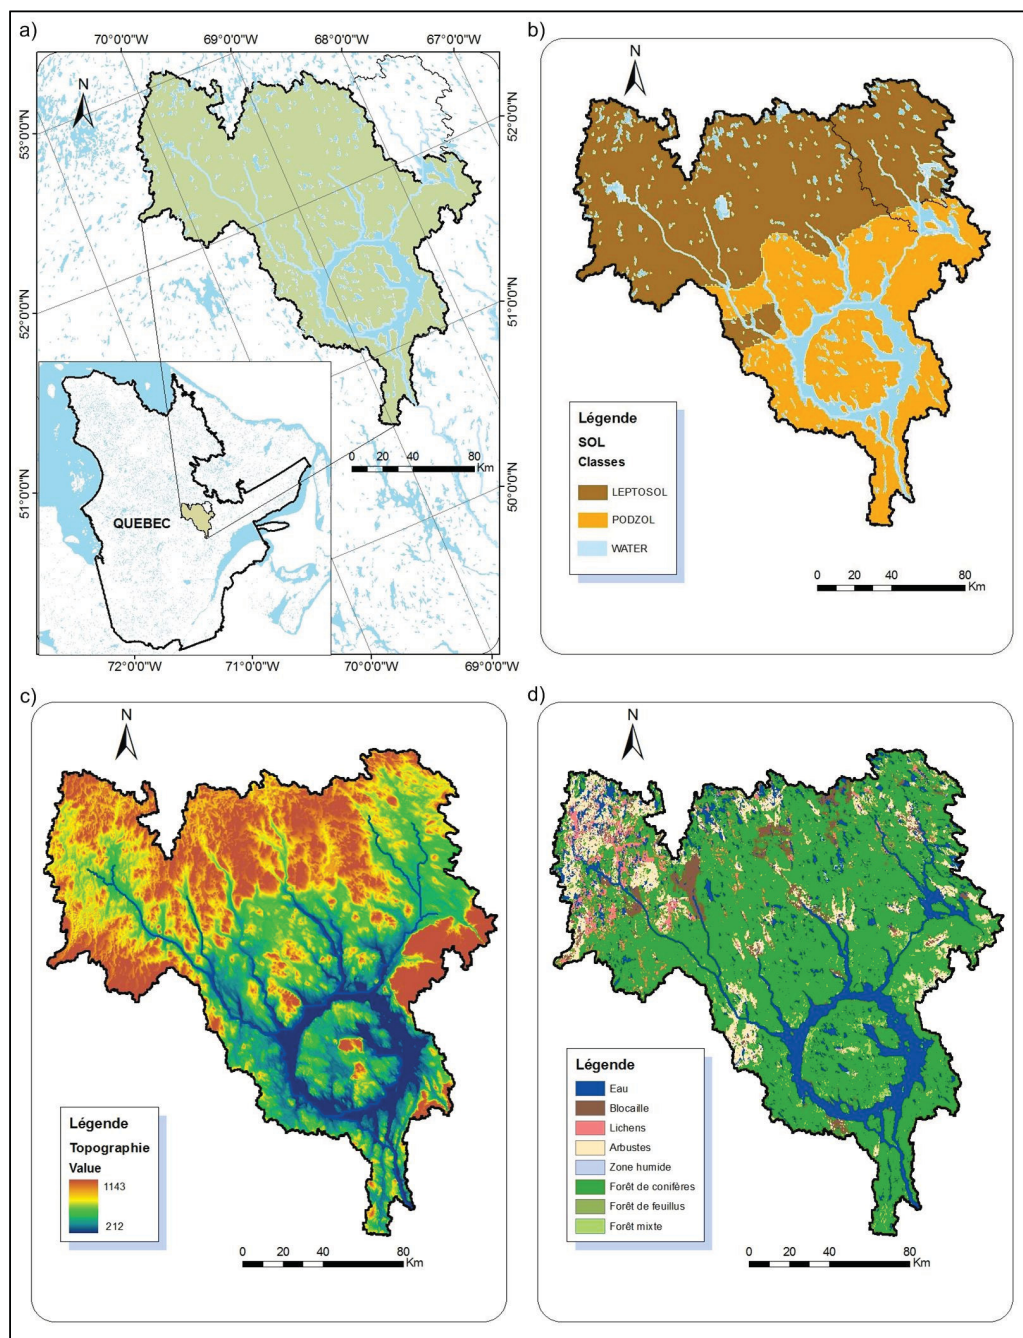 a)
70°0'0"W
69°0'0"W
68°0'0"W
67°0'0"W
N
53°0'0"N
52°0'0"N
51°0'0"N
52°0'0"N
51°0'0"N
50°0'0"N
0 20 40 80
Km
QUEBEC
72°0'0"W
71°0'0"W
70°0'0"W
69°0'0"W
b)
N
Légende
SOL
Classes
LEPTOSOL
PODZOL
WATER
0 20 40 80
Km
c)
N
Légende
Topographie
Value
1143
212
0 20 40 80
Km
d)
N
Légende
Eau
Blocaille
Lichens
Arbustes
Zone humide
Forêt de conifères
Forêt de feuillus
Forêt mixte
0 20 40 80
Km